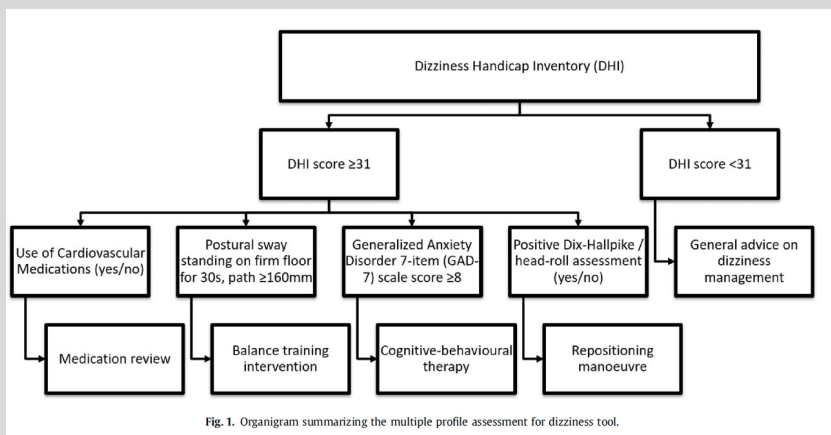 Dizziness Handicap Inventory (DHI)
DHI score ≥31
DHI score <31
Use of Cardiovascular
Medications (yes/no)
Postural sway
standing on firm floor
for 30s, path ≥160mm
Generalized Anxiety
Disorder 7-item (GAD-
7) scale score ≥8
Positive Dix-Hallpike /
head-roll assessment
(yes/no)
General advice on
dizziness
management
Medication review
Balance training
intervention
Cognitive-behavioural
therapy
Repositioning
manoeuvre
Fig. 1. Organigram summarizing the multiple profile assessment for dizziness tool.